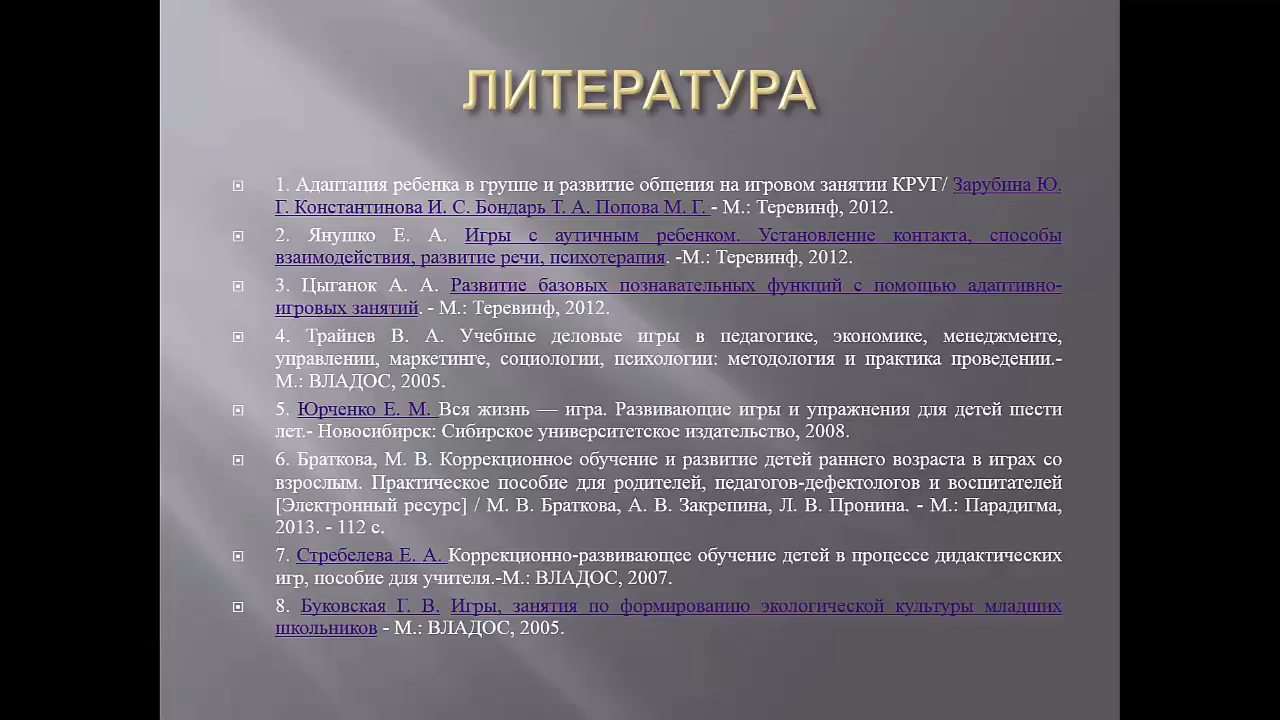 ЛИТЕРАТУРА
1. Адаптация ребенка в группе и развитие общения на игровом занятии КРУГ/ Зарубина Ю.
Г. Константинова И. С. Бондарь Т. А. Попова М. Г. - М.: Теревинф, 2012.
2. Янушко Е. А. Игры с аутичным ребенком. Установление контакта, способы
взаимодействия, развитие речи, психотерапия. -М.: Теревинф, 2012.
3. Цыганок А. А. Развитие базовых познавательных функций с помощью адаптивно-
игровых занятий. - М.: Теревинф, 2012.
4. Трайнев В. А. Учебные деловые игры в педагогике, экономике, менеджменте,
управлении, маркетинге, социологии, психологии: методология и практика проведении.-
М.: ВЛАДОС, 2005.
5. Юрченко Е. М. Вся жизнь — игра. Развивающие игры и упражнения для детей шести
лет.- Новосибирск: Сибирское университетское издательство, 2008.
6. Браткова, М. В. Коррекционное обучение и развитие детей раннего возраста в играх со
взрослым. Практическое пособие для родителей, педагогов-дефектологов и воспитателей
[Электронный ресурс] / М. В. Браткова, А. В. Закрепина, Л. В. Пронина. - М.: Парадигма,
2013. - 112 с.
7. Стребелева Е. А. Коррекционно-развивающее обучение детей в процессе дидактических
игр, пособие для учителя.-М.: ВЛАДОС, 2007.
8. Буковская Г. В. Игры, занятия по формированию экологической культуры младших
школьников - М.: ВЛАДОС, 2005.